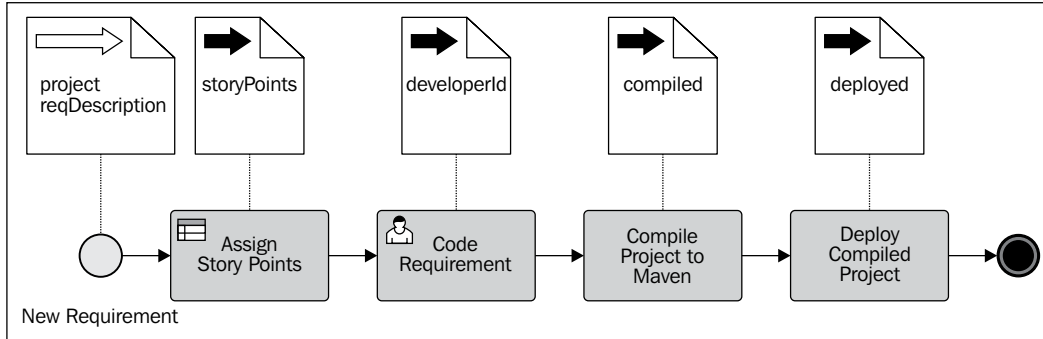 project
reqDescription
storyPoints
developerId
compiled
deployed
Assign
Story Points
Code
Requirement
Compile
Project to
Maven
Deploy
Compiled
Project
New Requirement